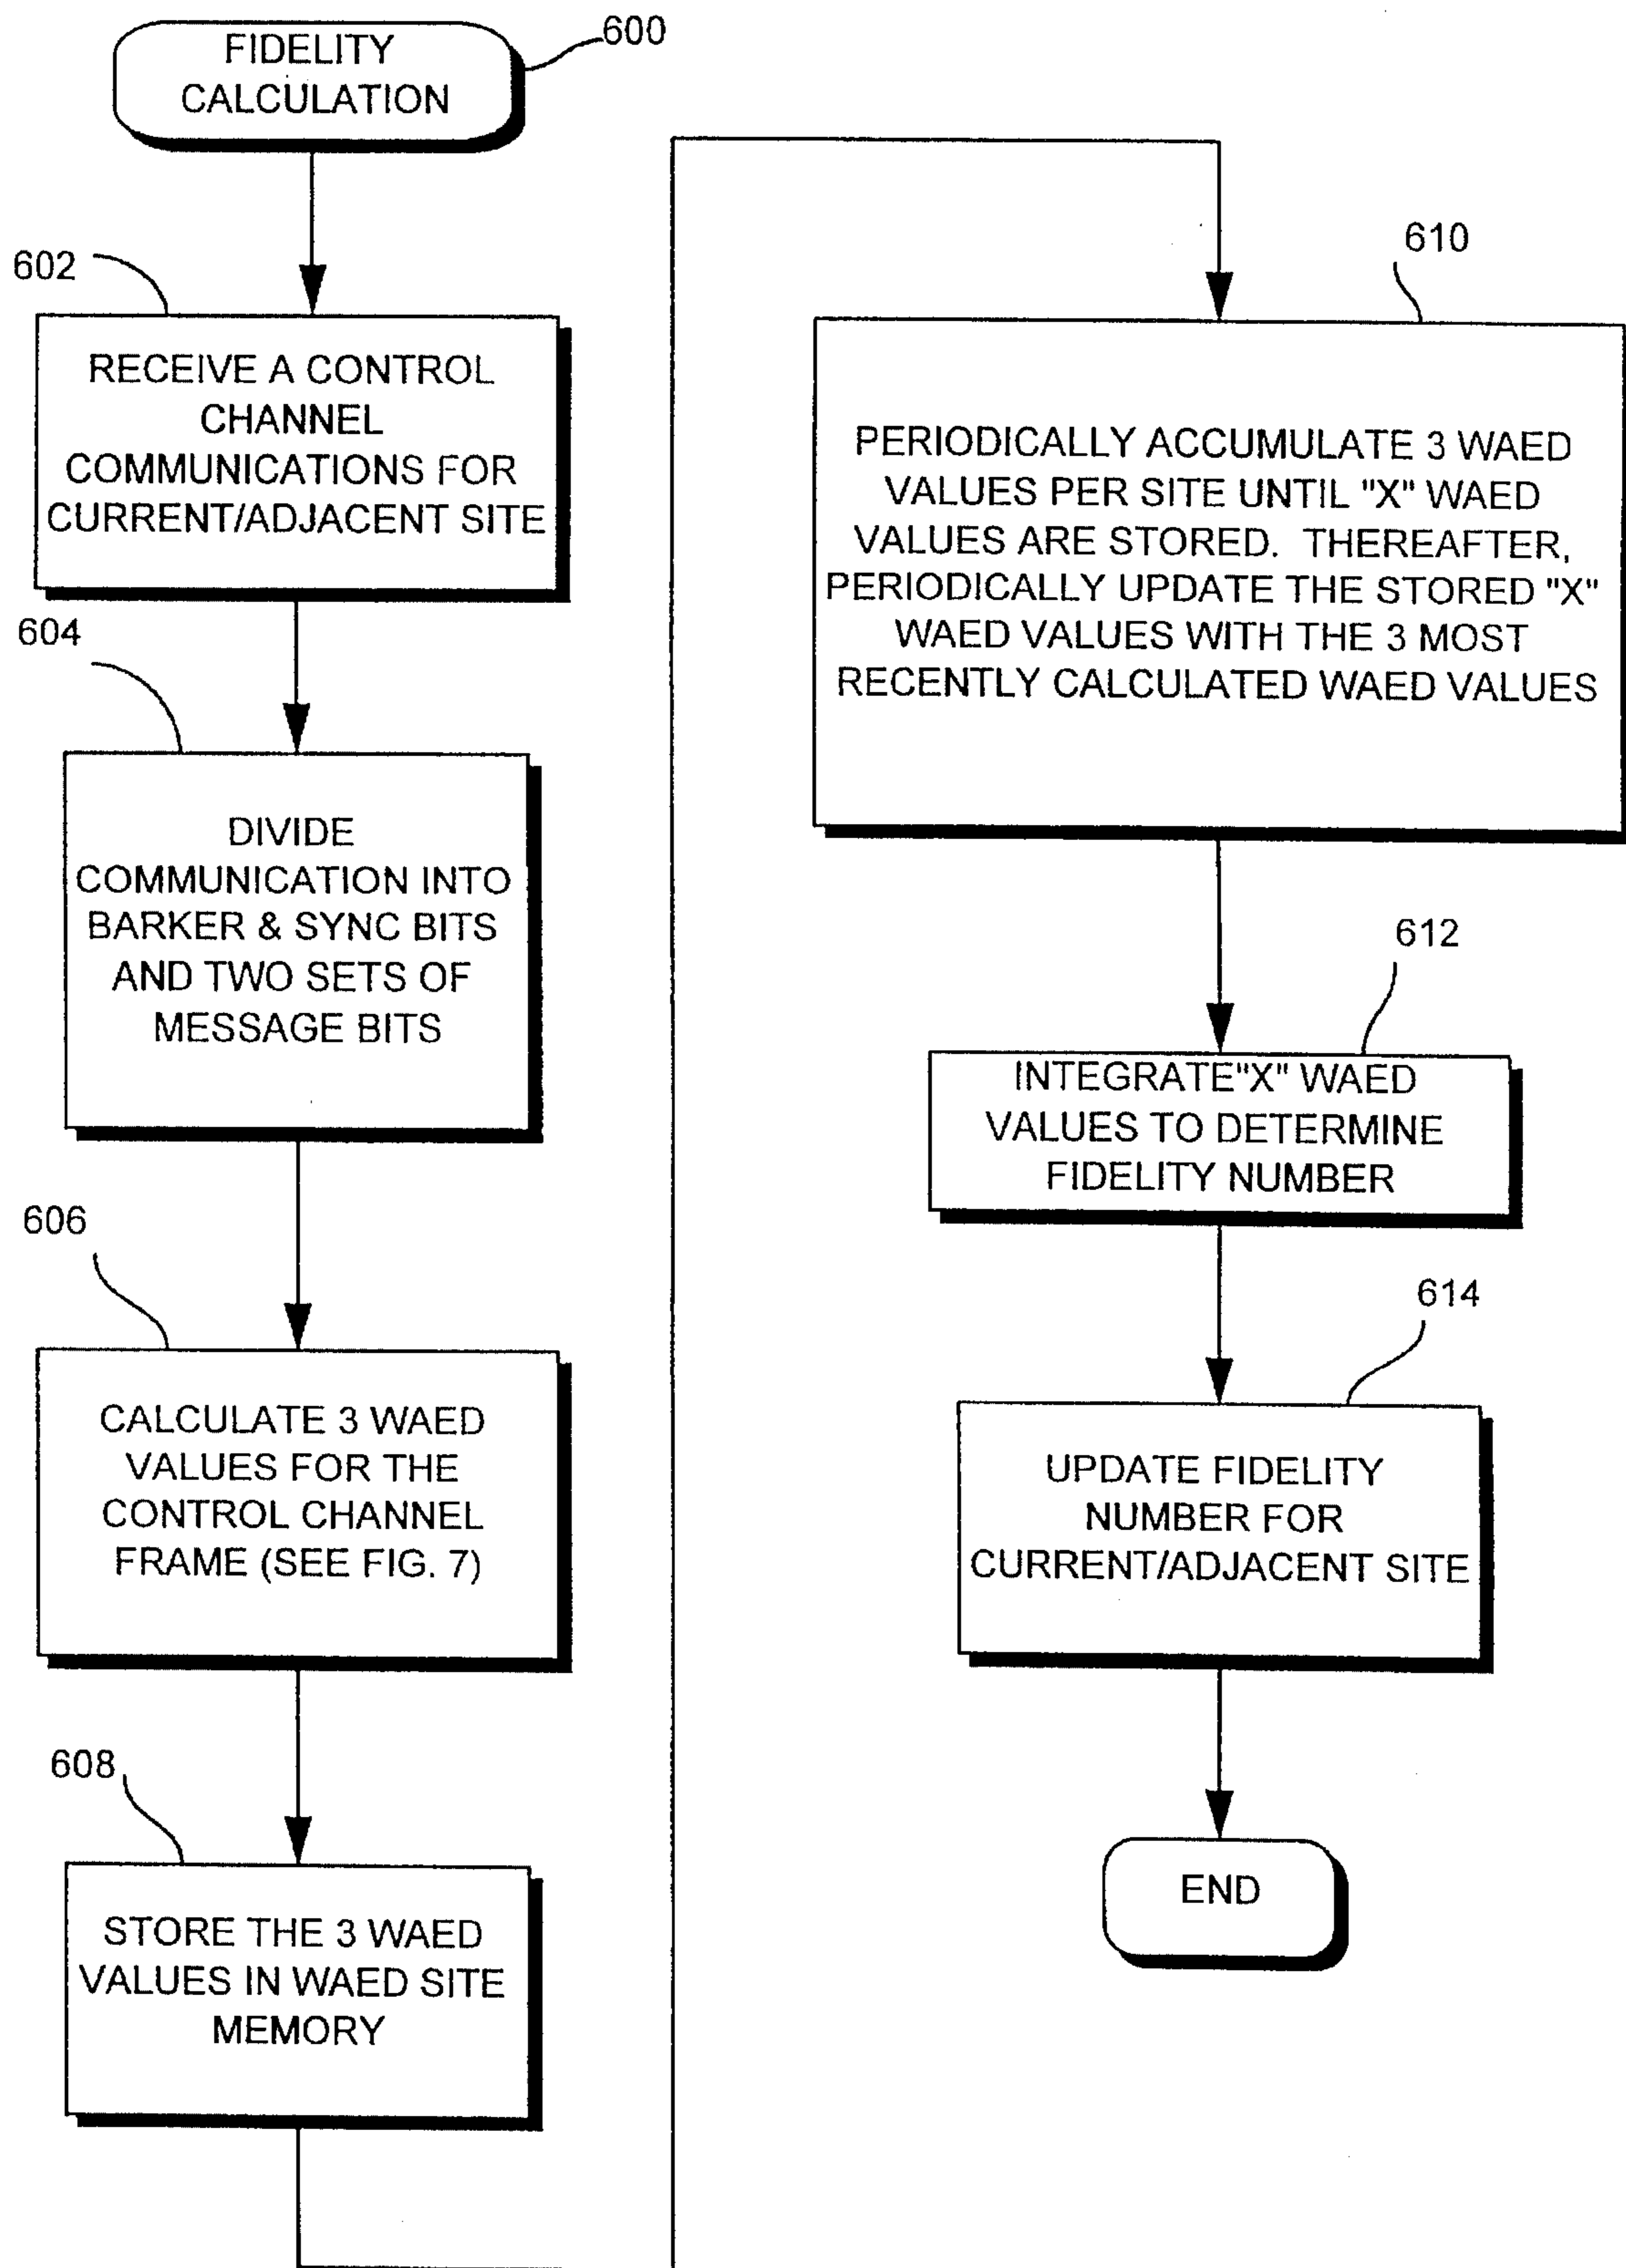 FIDELITY
CALCULATION
600
602
RECEIVE A CONTROL
CHANNEL
COMMUNICATIONS FOR
CURRENT/ADJACENT SITE
604
DIVIDE
COMMUNICATION INTO
BARKER & SYNC BITS
AND TWO SETS OF
MESSAGE BITS
606
CALCULATE 3 WAED
VALUES FOR THE
CONTROL CHANNEL
FRAME (SEE FIG. 7)
608
STORE THE 3 WAED
VALUES IN WAED SITE
MEMORY
610
PERIODICALLY ACCUMULATE 3 WAED
VALUES PER SITE UNTIL "X" WAED
VALUES ARE STORED. THEREAFTER,
PERIODICALLY UPDATE THE STORED "X"
WAED VALUES WITH THE 3 MOST
RECENTLY CALCULATED WAED VALUES
612
INTEGRATE"X" WAED
VALUES TO DETERMINE
FIDELITY NUMBER
614
UPDATE FIDELITY
NUMBER FOR
CURRENT/ADJACENT SITE
END